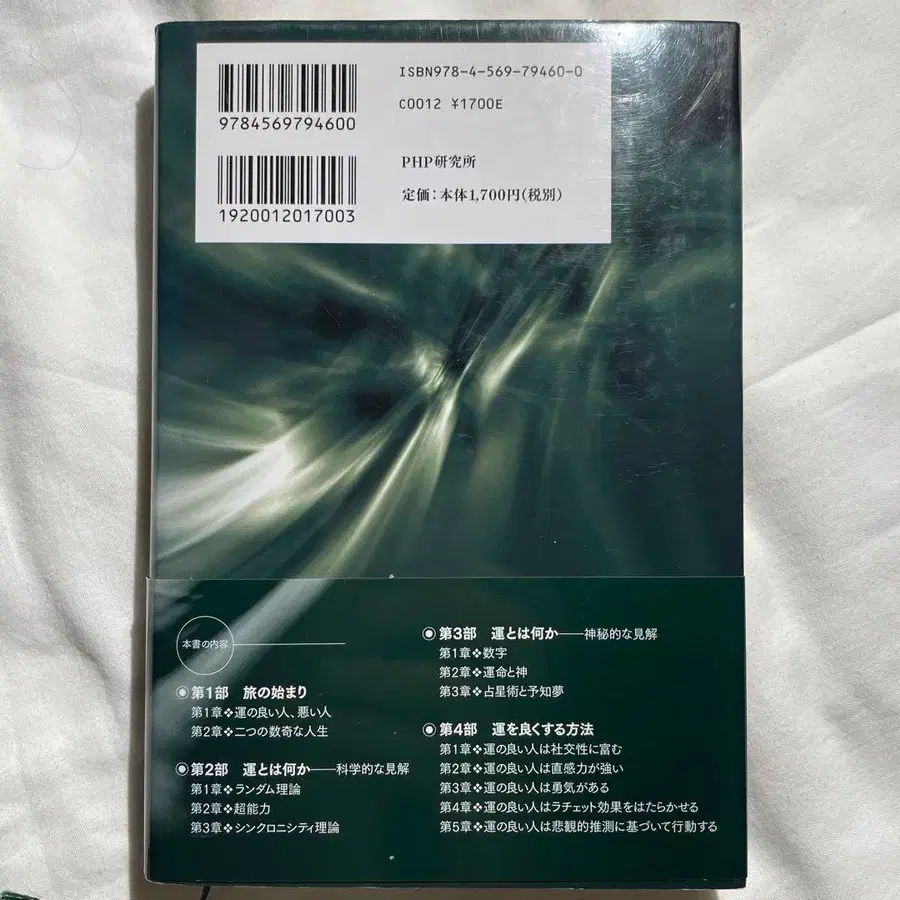 ISBN978-4-569-79460-0
C0012 ¥1700E
9784569794600
PHP研究所
定価：本体1,700円（税別）
1920012017003
本書の内容
◉第1部 旅の始まり
第1章❖運の良い人、悪い人
第2章❖二つの数奇な人生
◉第2部 運とは何か――科学的な見解
第1章❖ランダム理論
第2章❖超能力
第3章❖シンクロニシティ理論
◉第3部 運とは何か――神秘的な見解
第1章❖数字
第2章❖運命と神
第3章❖占星術と予知夢
◉第4部 運を良くする方法
第1章❖運の良い人は社交性に富む
第2章❖運の良い人は直感力が強い
第3章❖運の良い人は勇気がある
第4章❖運の良い人はラチェット効果をはたらかせる
第5章❖運の良い人は悲観的推測に基づいて行動する